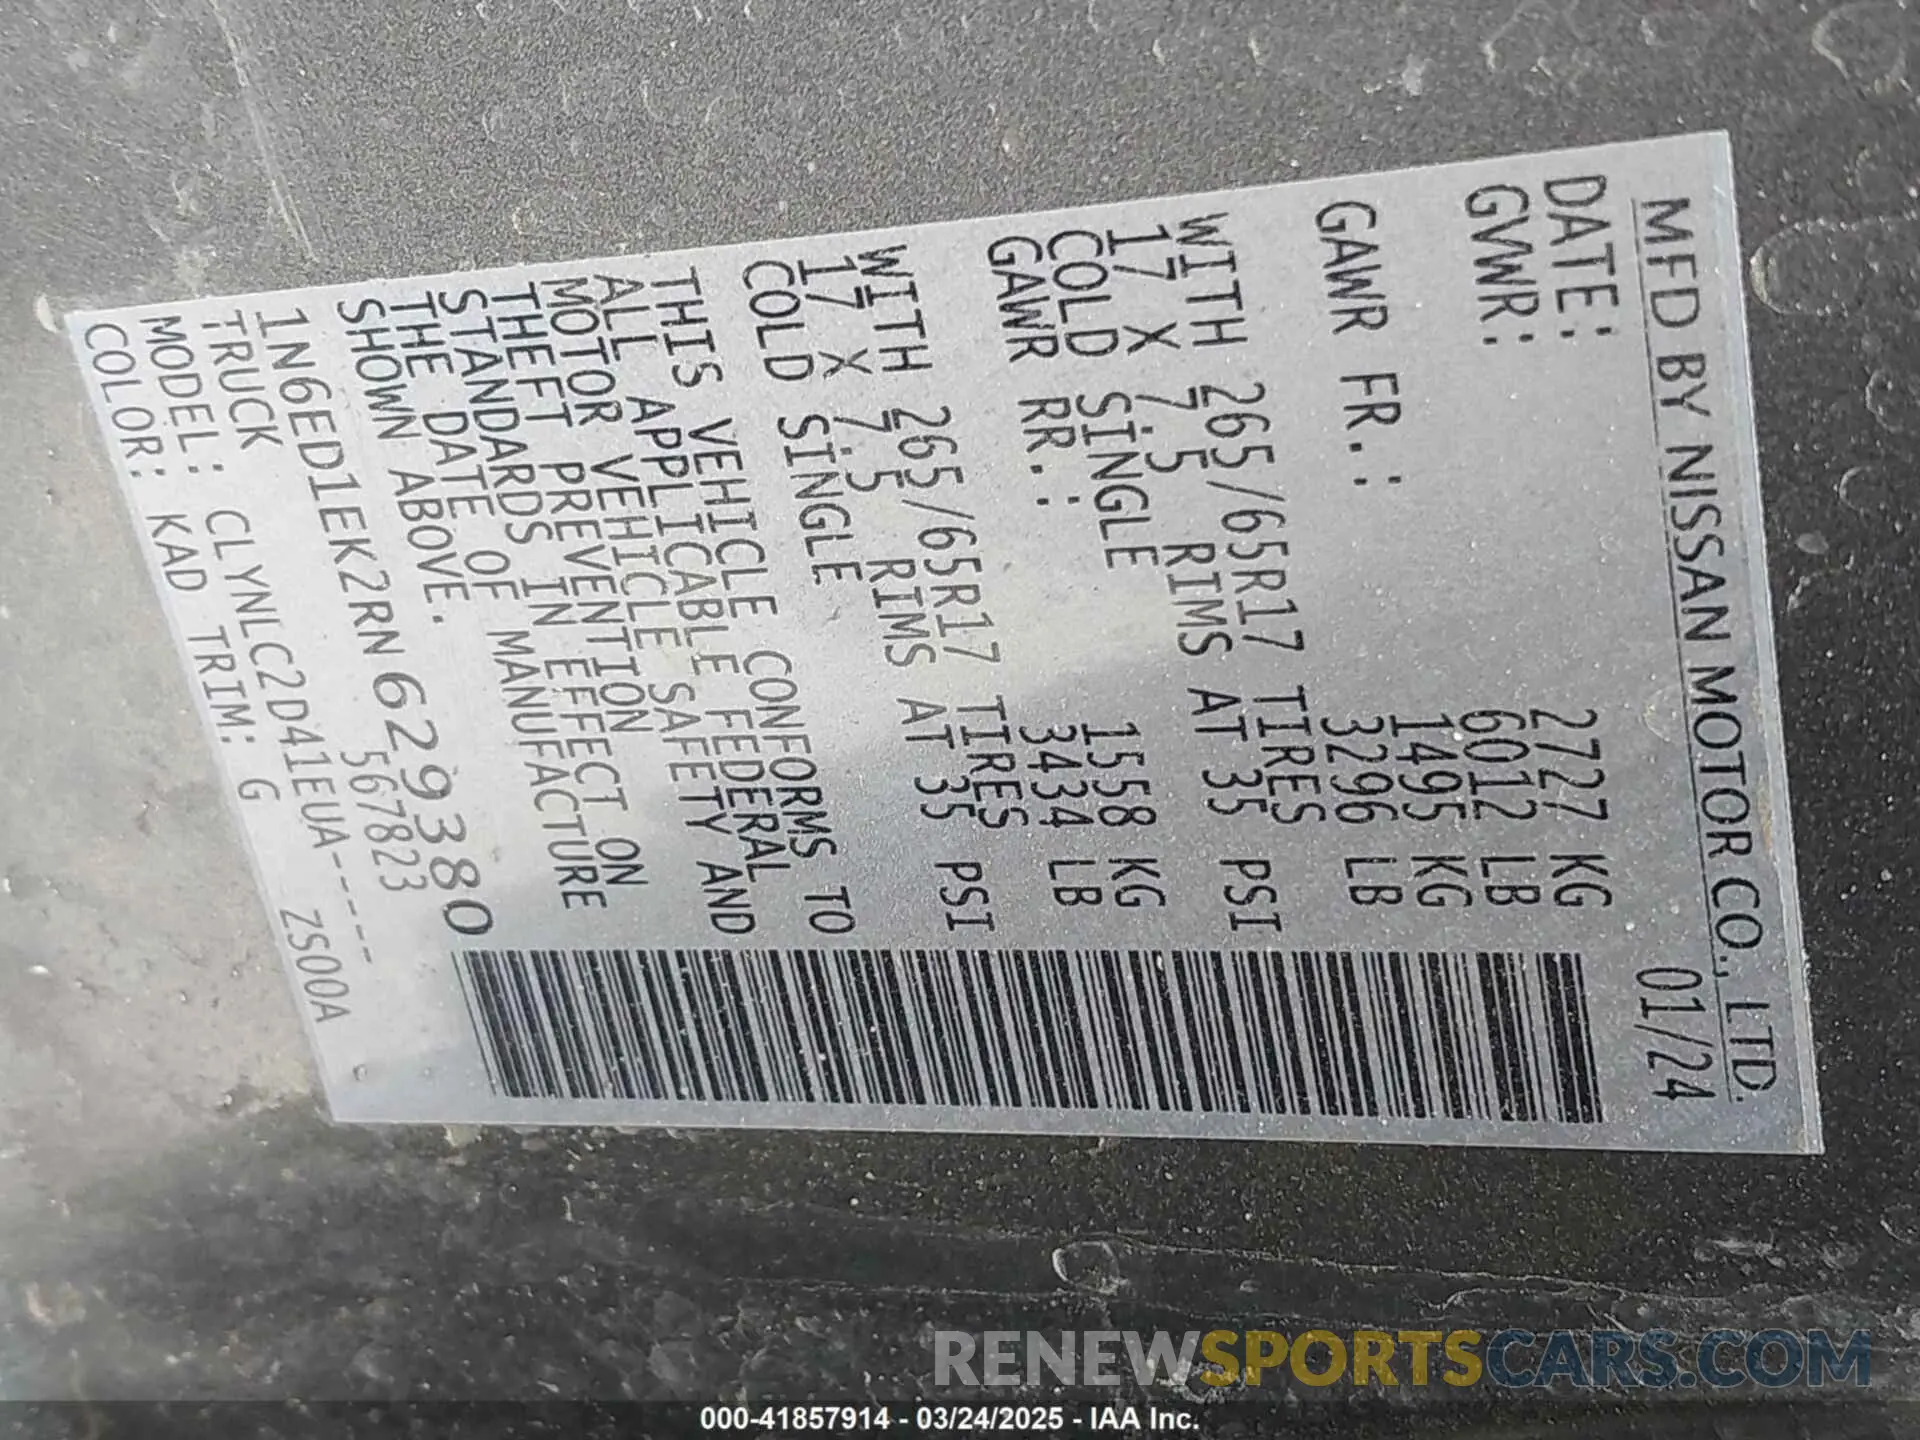 MFD BY NISSAN MOTOR CO., LTD.
DATE: 01/24
GVWR: 2727 KG
6012 LB
GAWR FR.: 1495 KG
3296 LB
WITH 265/65R17 TIRES
17 X 7.5 RIMS AT 35 PSI
COLD SINGLE
GAWR RR.: 1558 KG
3434 LB
WITH 265/65R17 TIRES
17 X 7.5 RIMS AT 35 PSI
COLD SINGLE
THIS VEHICLE CONFORMS TO
ALL APPLICABLE FEDERAL
MOTOR VEHICLE SAFETY AND
THEFT PREVENTION
STANDARDS IN EFFECT ON
THE DATE OF MANUFACTURE
SHOWN ABOVE.
1N6ED1EK2RN629380
TRUCK 567823
MODEL: CLYNLC2D41EUA-----
COLOR: KAD TRIM: G ZS00A
RENEWSPORTSCARS.COM
000-41857914 - 03/24/2025 - IAA Inc.